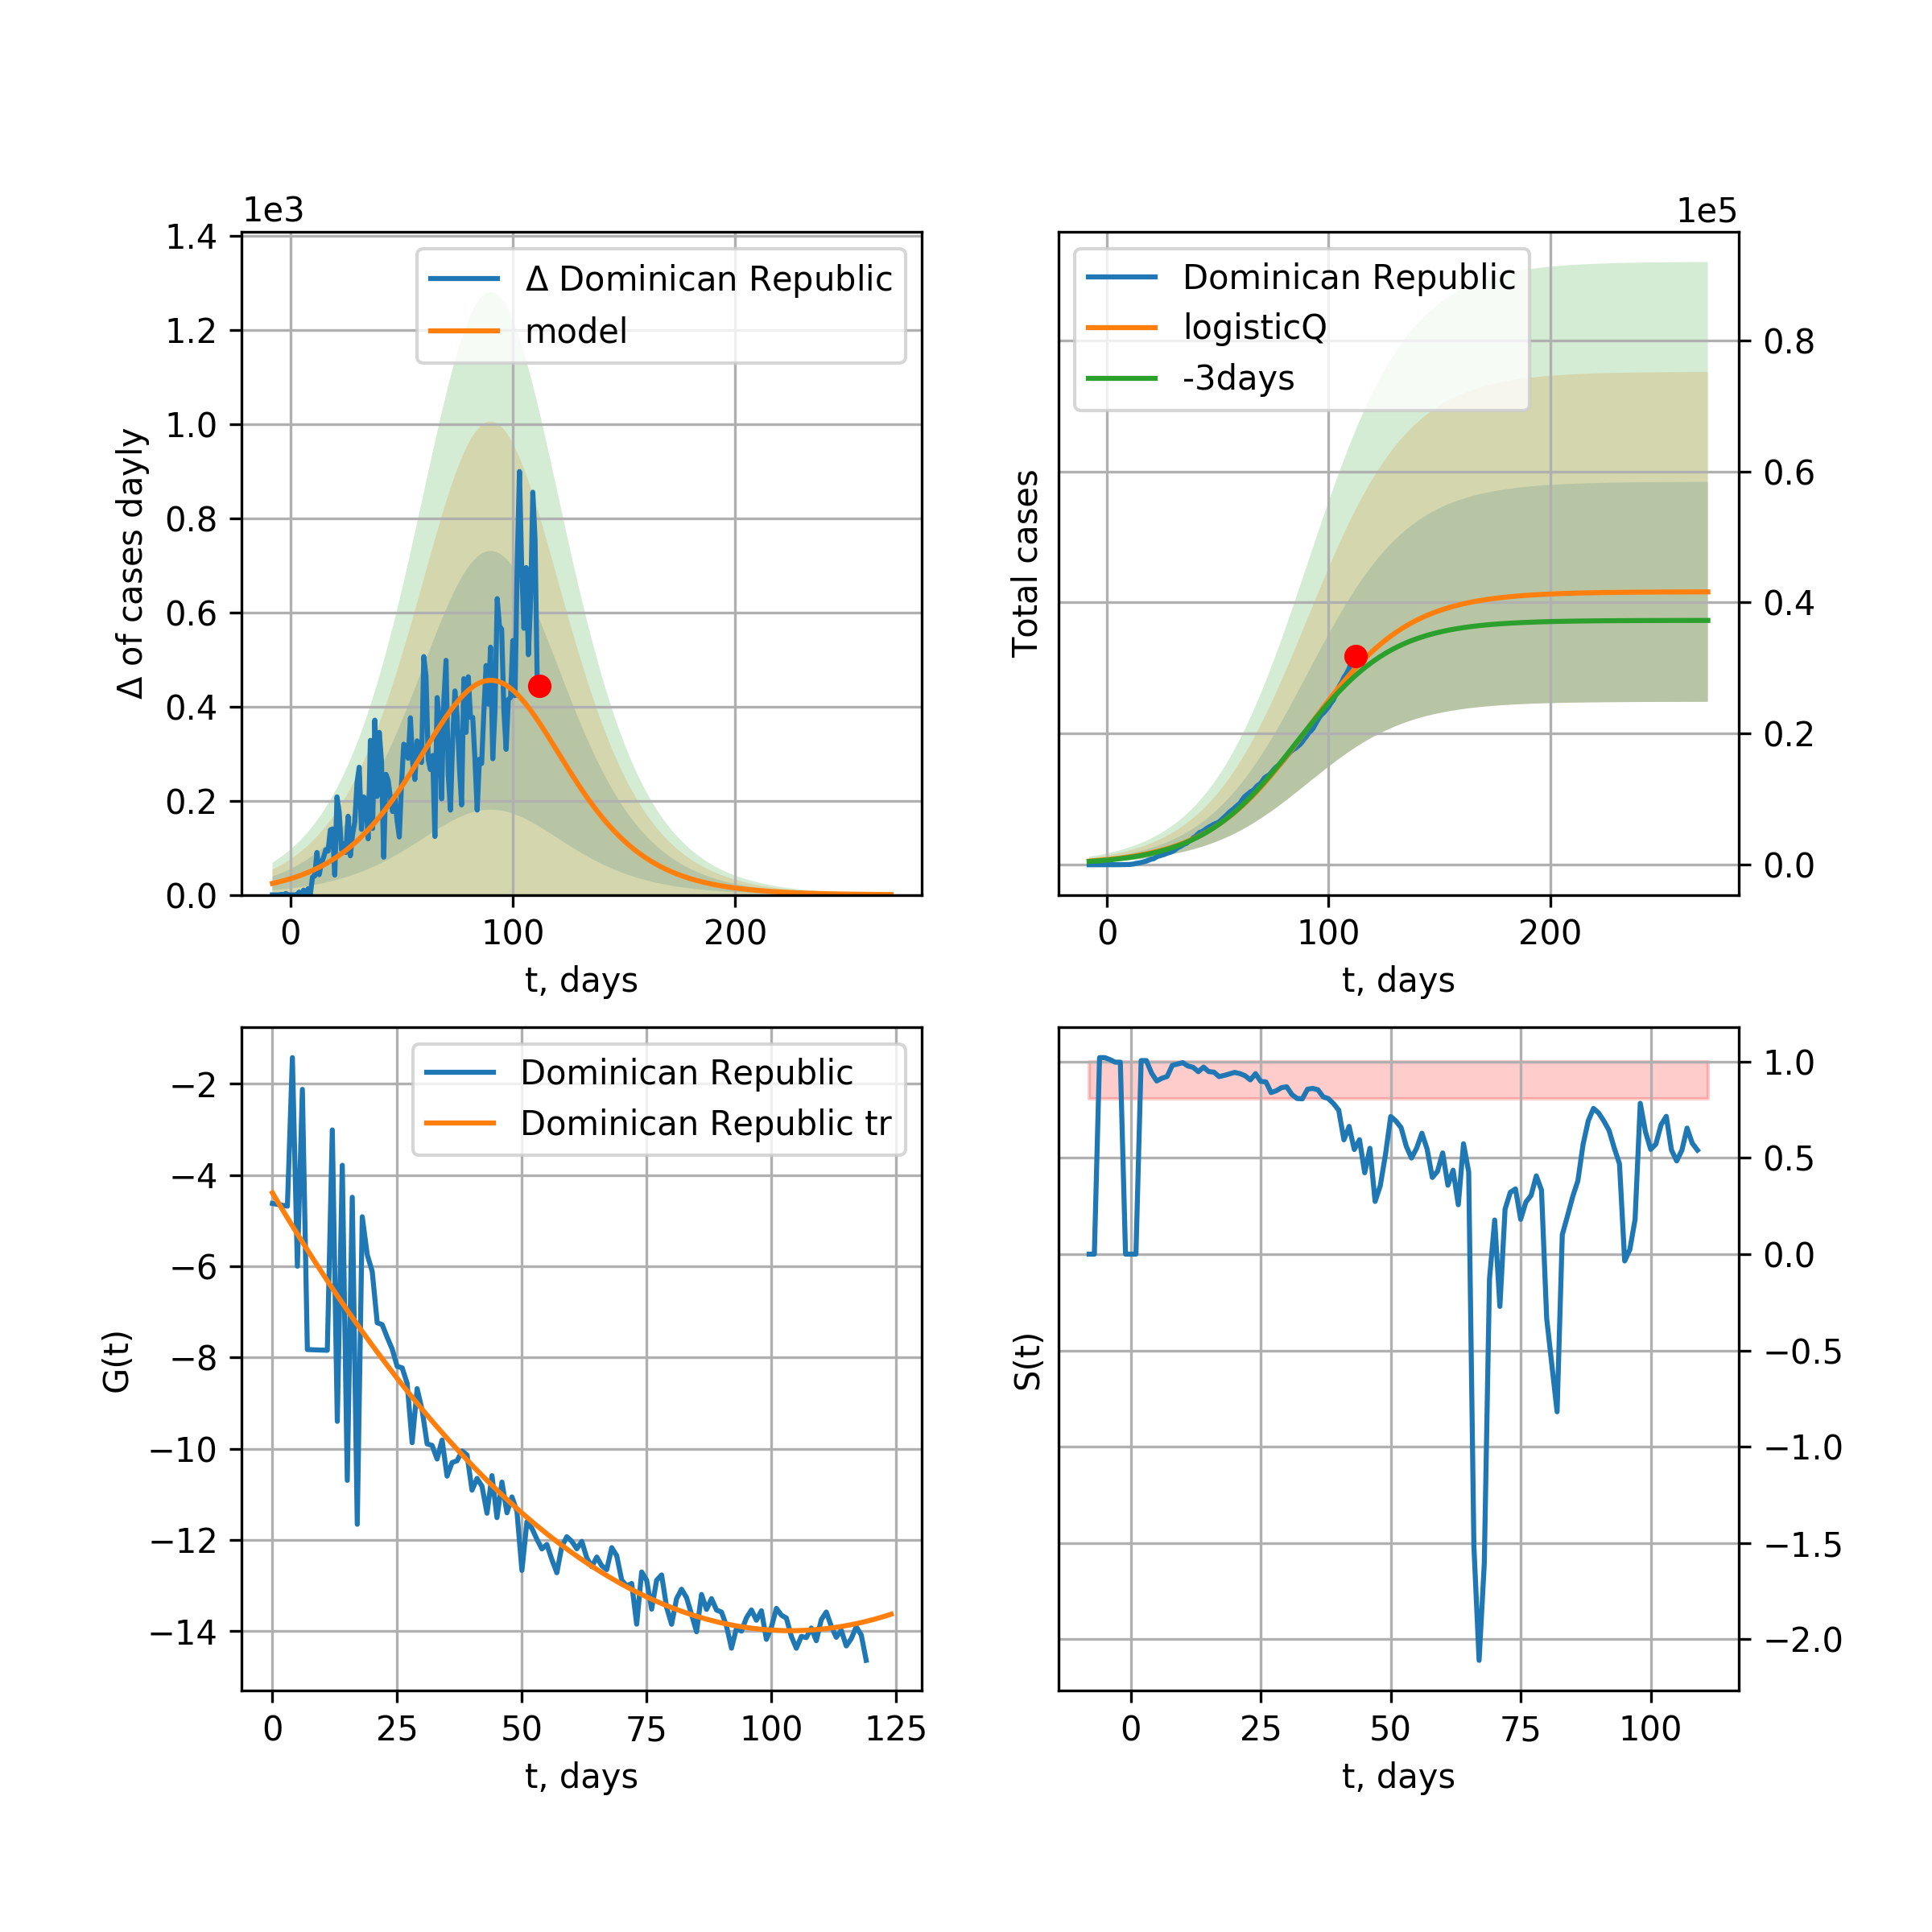 1e3
1.4
1.2
1.0
0.8
0.6
0.4
0.2
0.0
Δ of cases dayly
Δ Dominican Republic
model
0 100 200
t, days
1e5
Dominican Republic
logisticQ
-3days
Total cases
0.8
0.6
0.4
0.2
0.0
0 100 200
t, days
−2
−4
−6
−8
−10
−12
−14
G(t)
Dominican Republic
Dominican Republic tr
0 25 50 75 100 125
t, days
S(t)
1.0
0.5
0.0
−0.5
−1.0
−1.5
−2.0
0 25 50 75 100
t, days